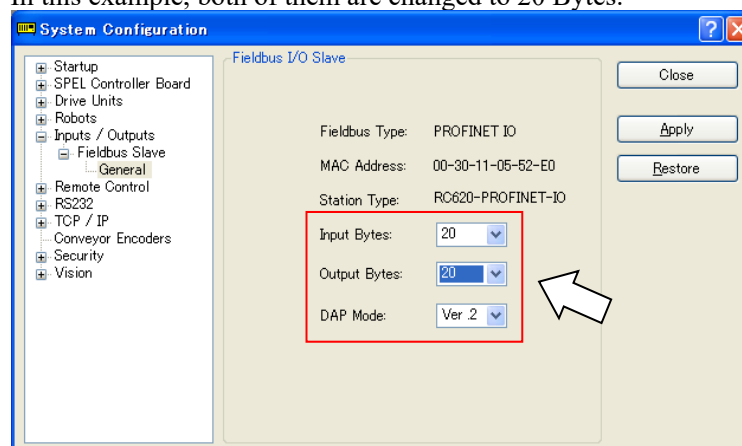 In this example, both of them are changed to 20 Bytes.
System Configuration
Startup
SPEL Controller Board
Drive Units
Robots
Inputs / Outputs
Fieldbus Slave
General
Remote Control
RS232
TCP / IP
Conveyor Encoders
Security
Vision
Fieldbus I/O Slave
Fieldbus Type: PROFINET IO
MAC Address: 00-30-11-05-52-E0
Station Type: RC620-PROFINET-IO
Input Bytes: 20
Output Bytes: 20
DAP Mode: Ver .2
Close
Apply
Restore